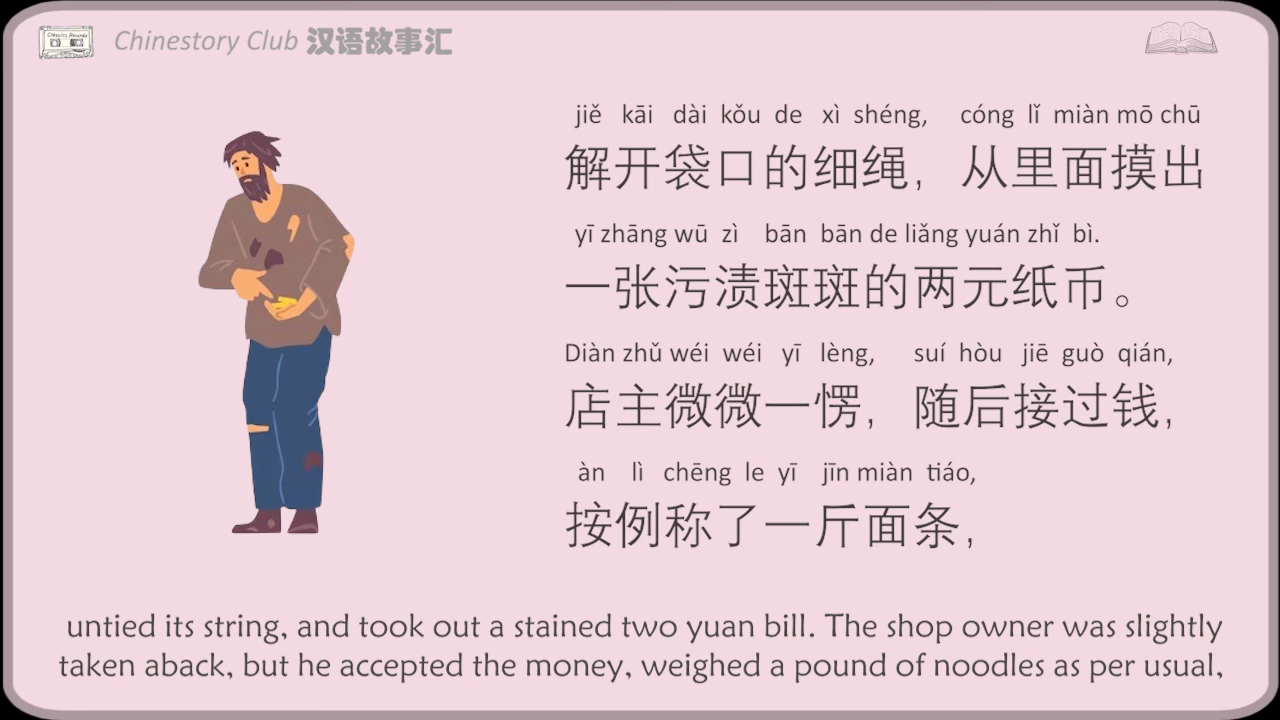 Classics Records
Chinestory Club 汉语故事汇
jiě kāi dài kǒu de xì shéng, cóng lǐ miàn mō chū
解开袋口的细绳，从里面摸出
yī zhāng wū zì bān bān de liǎng yuán zhǐ bì.
一张污渍斑斑的两元纸币。
Diàn zhǔ wéi wéi yī lèng, suí hòu jiē guò qián,
店主微微一愣，随后接过钱，
àn lì chēng le yī jīn miàn tiáo,
按例称了一斤面条，
untied its string, and took out a stained two yuan bill. The shop owner was slightly
taken aback, but he accepted the money, weighed a pound of noodles as per usual,